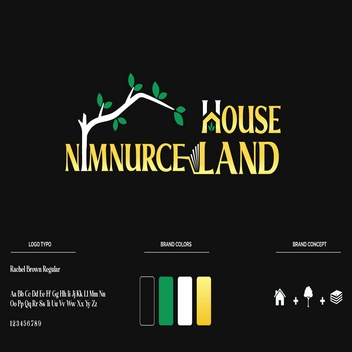 HOUSE
NIMNURCE LAND
LOGO TYPO
BRAND COLORS
BRAND CONCEPT
Rachel Brown Regular
Aa Bb Cc Dd Ee Ff Gg Hh Ii Jj Kk Ll Mm Nn
Oo Pp Qq Rr Ss Tt Uu Vv Ww Xx Yy Zz
1 2 3 4 5 6 7 8 9
+ +